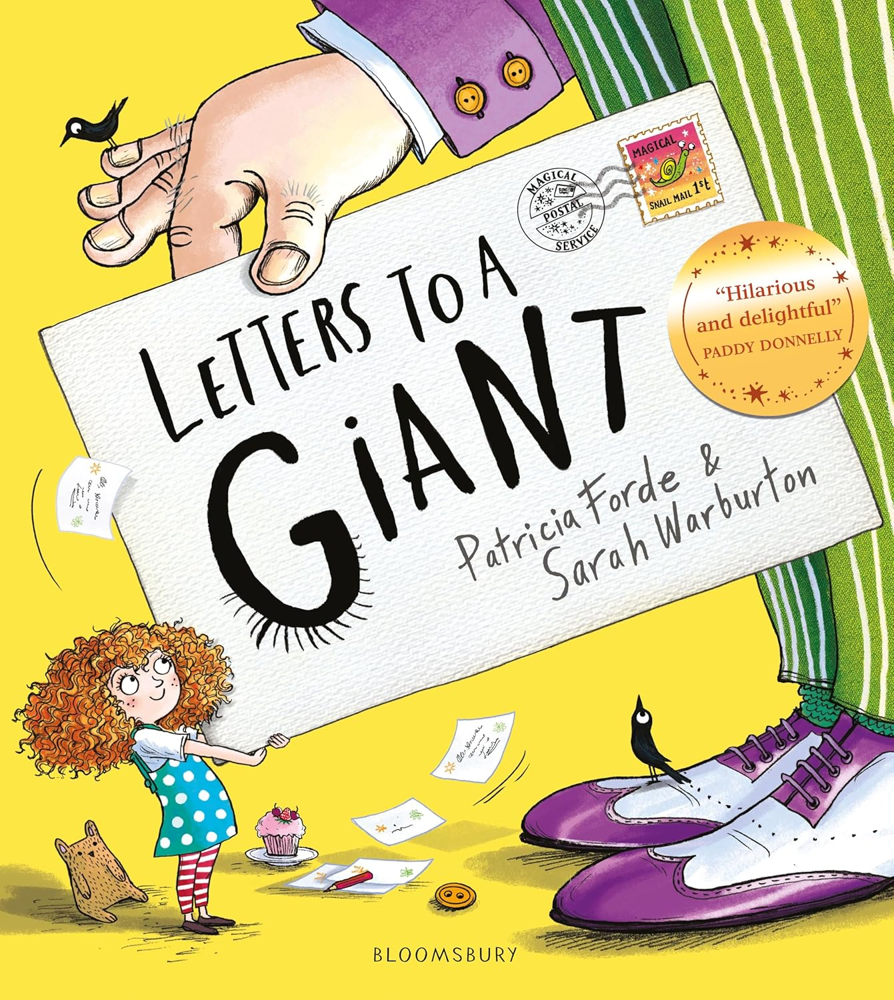 MAGICAL
SNAIL MAIL 1st
MAGICAL
POSTAL
SERVICE
LETTERS TO A
GiANT
"Hilarious
and delightful"
PADDY DONNELLY
Patricia Forde &
Sarah Warburton
BLOOMSBURY